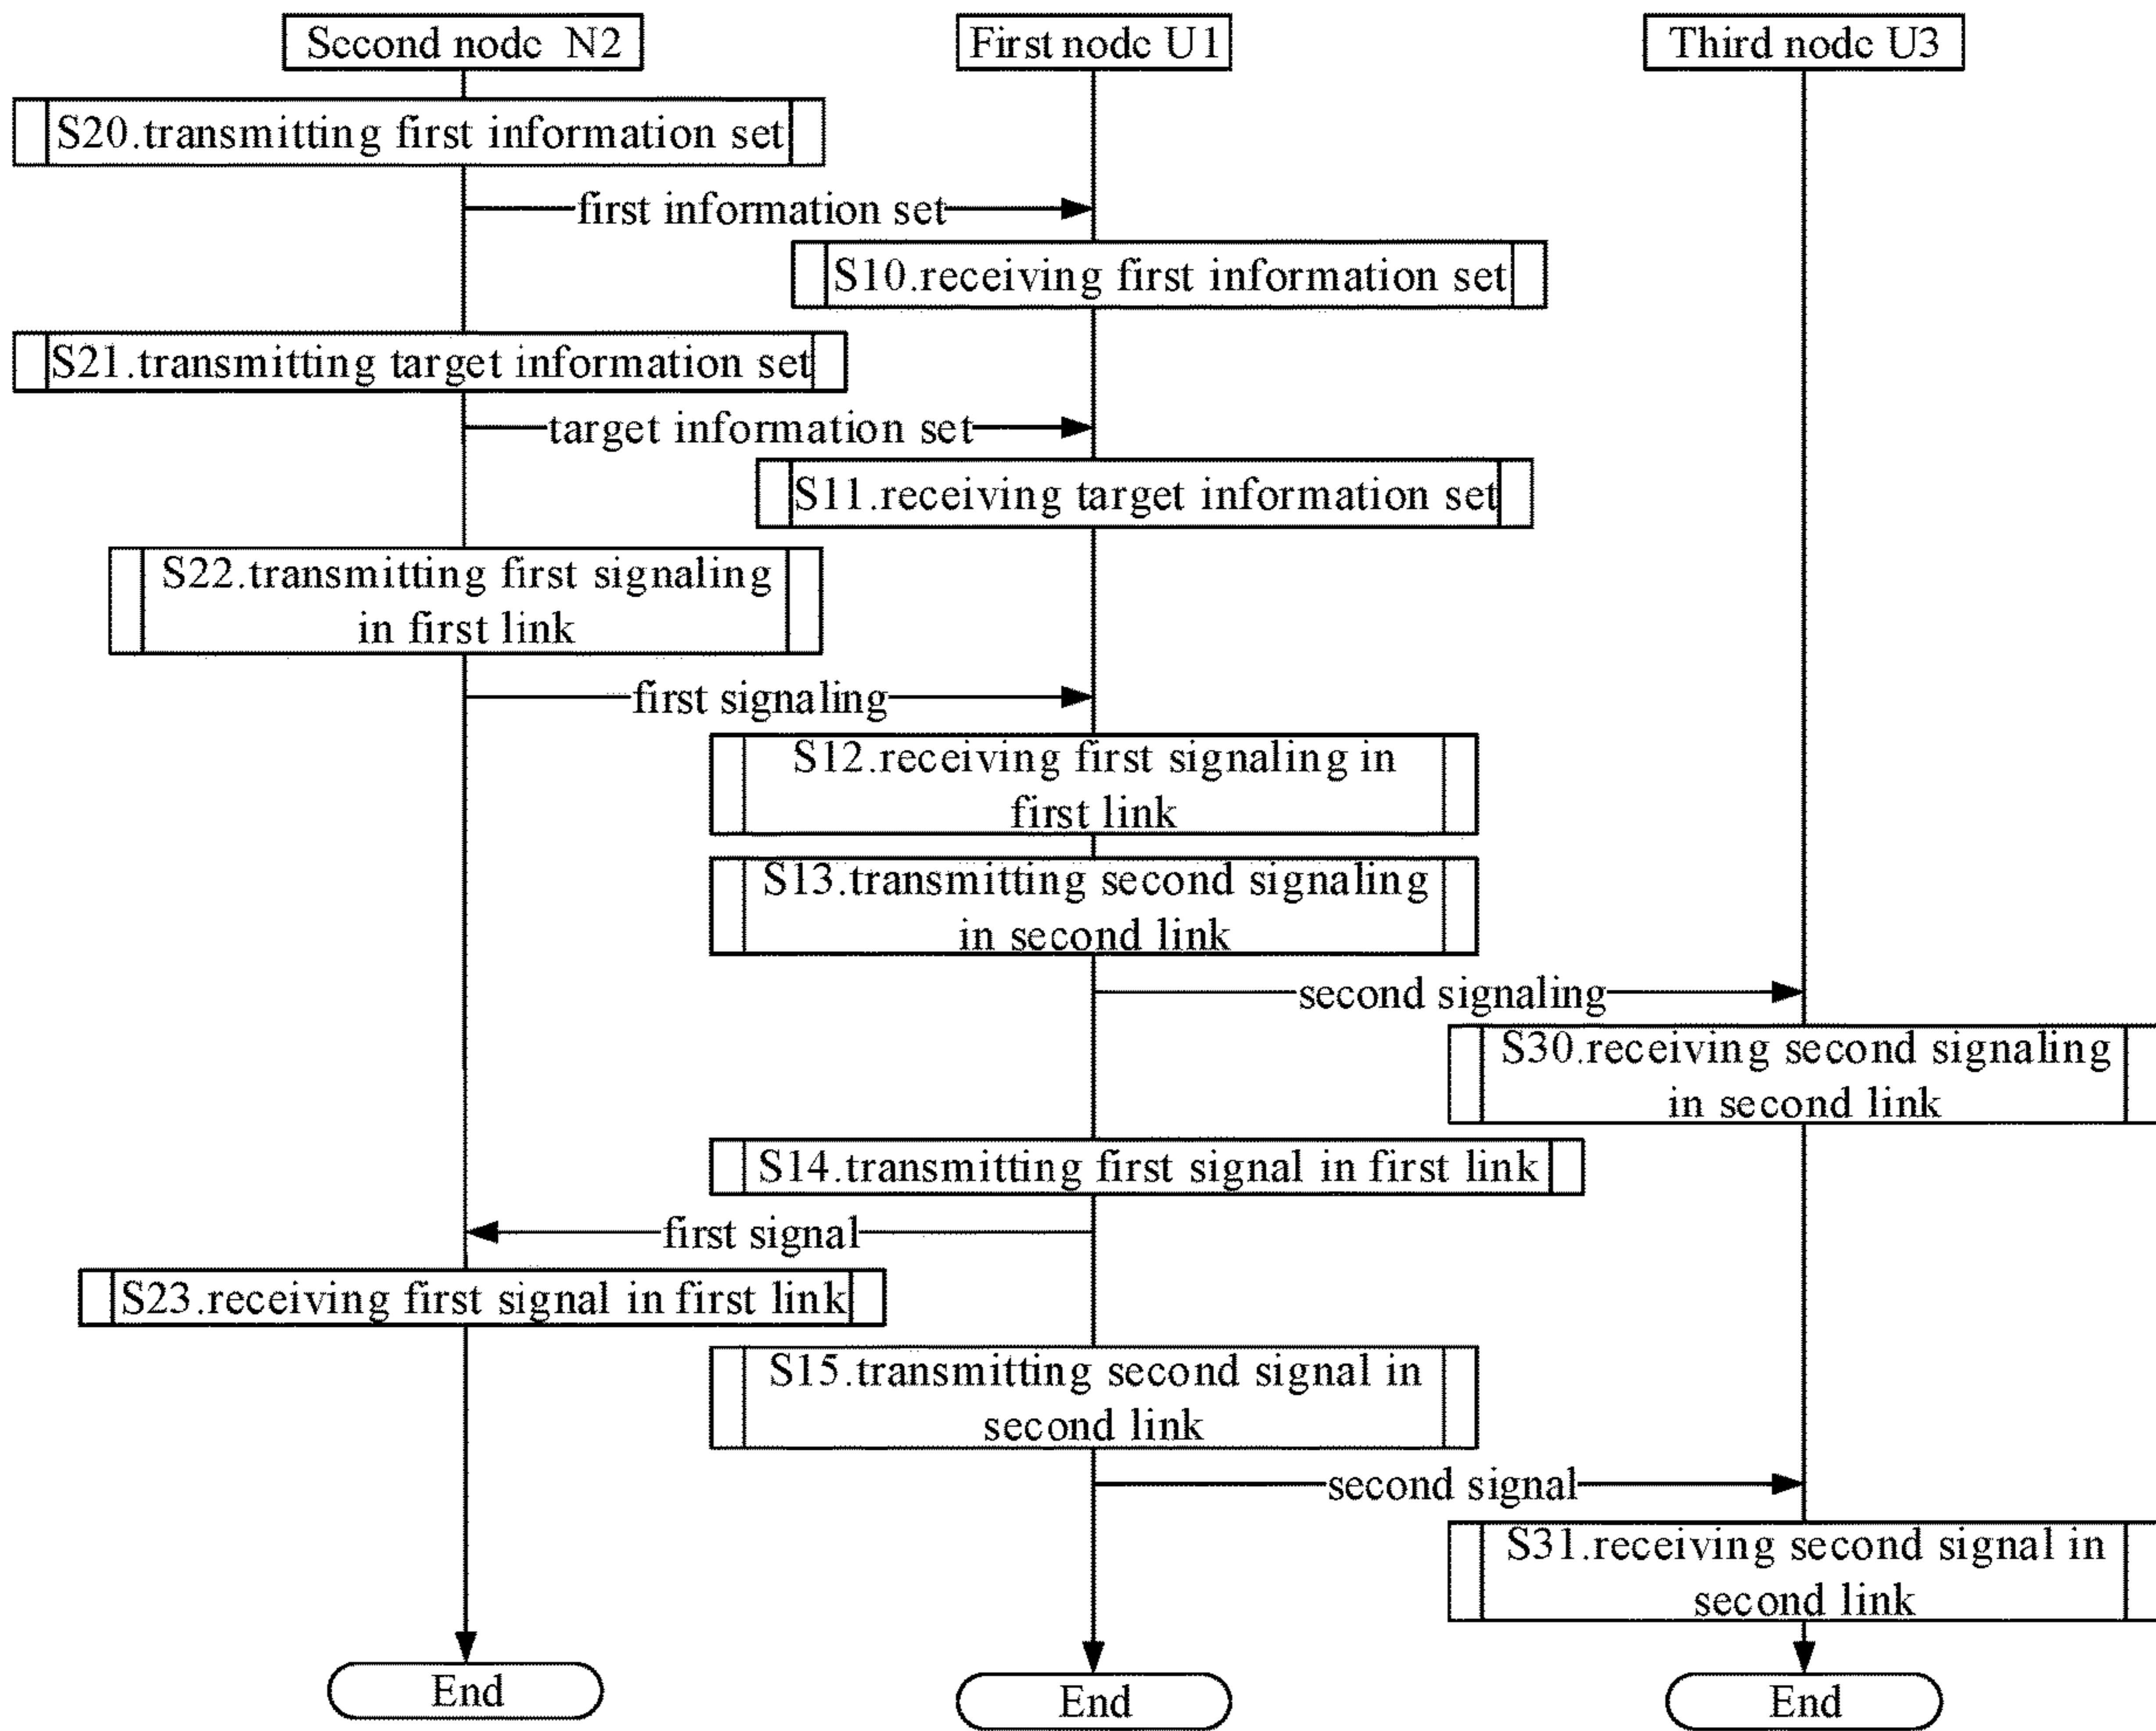 Second node N2
First node U1
Third node U3
S20.transmitting first information set
first information set
S10.receiving first information set
S21.transmitting target information set
target information set
S11.receiving target information set
S22.transmitting first signaling
in first link
first signaling
S12.receiving first signaling in
first link
S13.transmitting second signaling
in second link
second signaling
S30.receiving second signaling
in second link
S14.transmitting first signal in first link
first signal
S23.receiving first signal in first link
S15.transmitting second signal in
second link
second signal
S31.receiving second signal in
second link
End
End
End